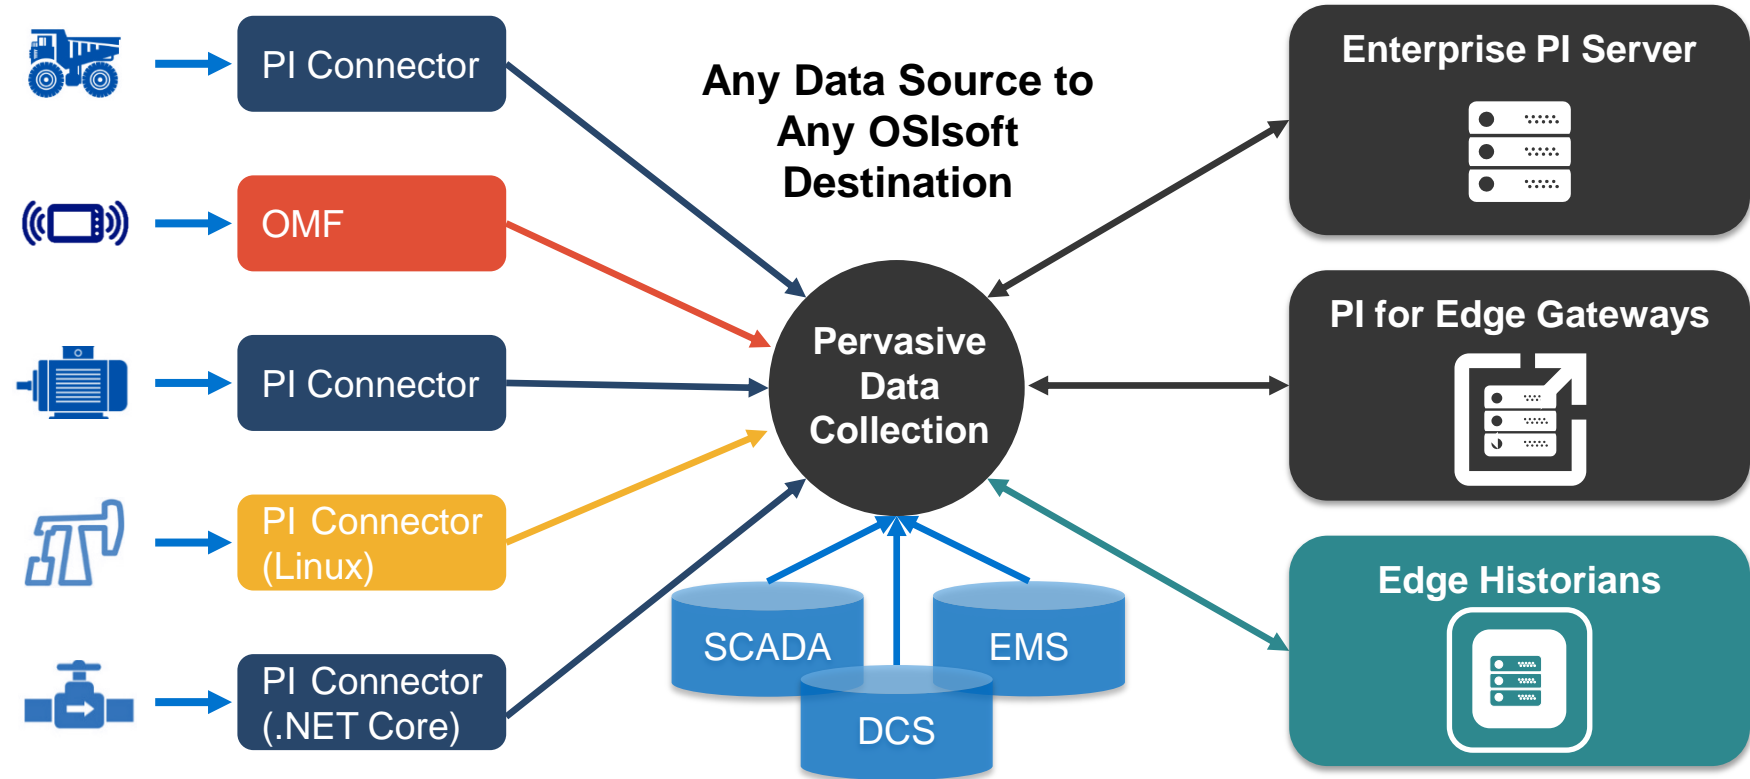 PI Connector
OMF
PI Connector
PI Connector
(Linux)
PI Connector
(.NET Core)
Any Data Source to
Any OSIsoft
Destination
Pervasive
Data
Collection
SCADA
EMS
DCS
Enterprise PI Server
PI for Edge Gateways
Edge Historians